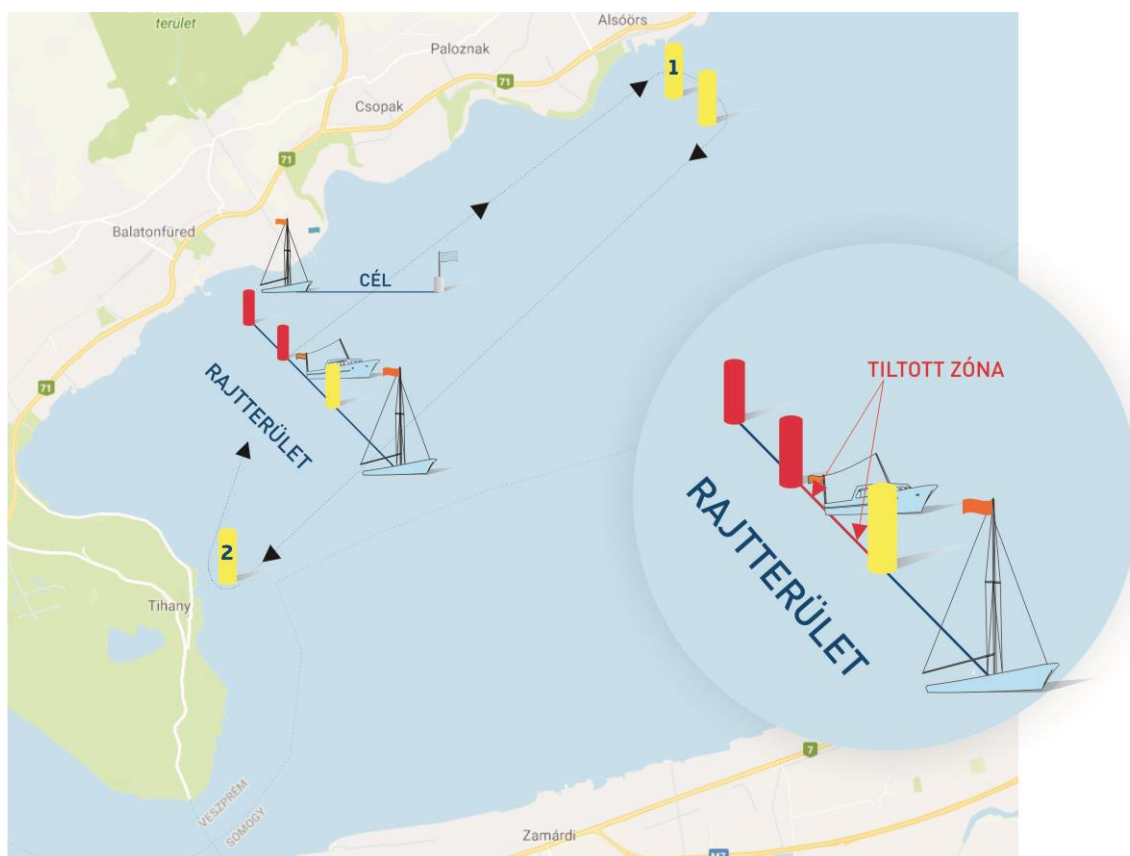 terület
Alsóörs
Paloznak
71
Csopak
1
71
Balatonfüred
CÉL
71
RAJTTERÜLET
2
Tihany
TILTOTT ZÓNA
RAJTTERÜLET
VESZPRÉM
SOMOGY
7
Zamárdi
M7